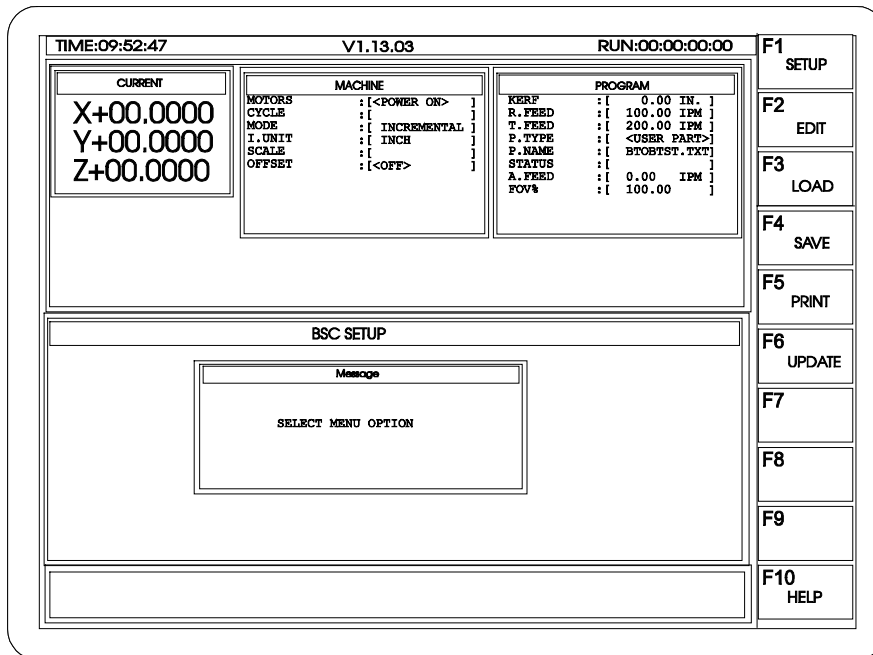 TIME:09:52:47 V1.13.03 RUN:00:00:00:00
CURRENT
X+00.0000
Y+00.0000
Z+00.0000
MACHINE
MOTORS :[<POWER ON> ]
CYCLE :[ ]
MODE :[ INCREMENTAL ]
I.UNIT :[ INCH ]
SCALE :[ ]
OFFSET :[<OFF> ]
PROGRAM
KERF :[ 0.00 IN. ]
R.FEED :[ 100.00 IPM ]
T.FEED :[ 200.00 IPM ]
P.TYPE :[ <USER PART>]
P.NAME :[ BTOBTST.TXT]
STATUS :[ ]
A.FEED :[ 0.00 IPM ]
FOV% :[ 100.00 ]
BSC SETUP
Message
SELECT MENU OPTION
F1
SETUP
F2
EDIT
F3
LOAD
F4
SAVE
F5
PRINT
F6
UPDATE
F7
F8
F9
F10
HELP